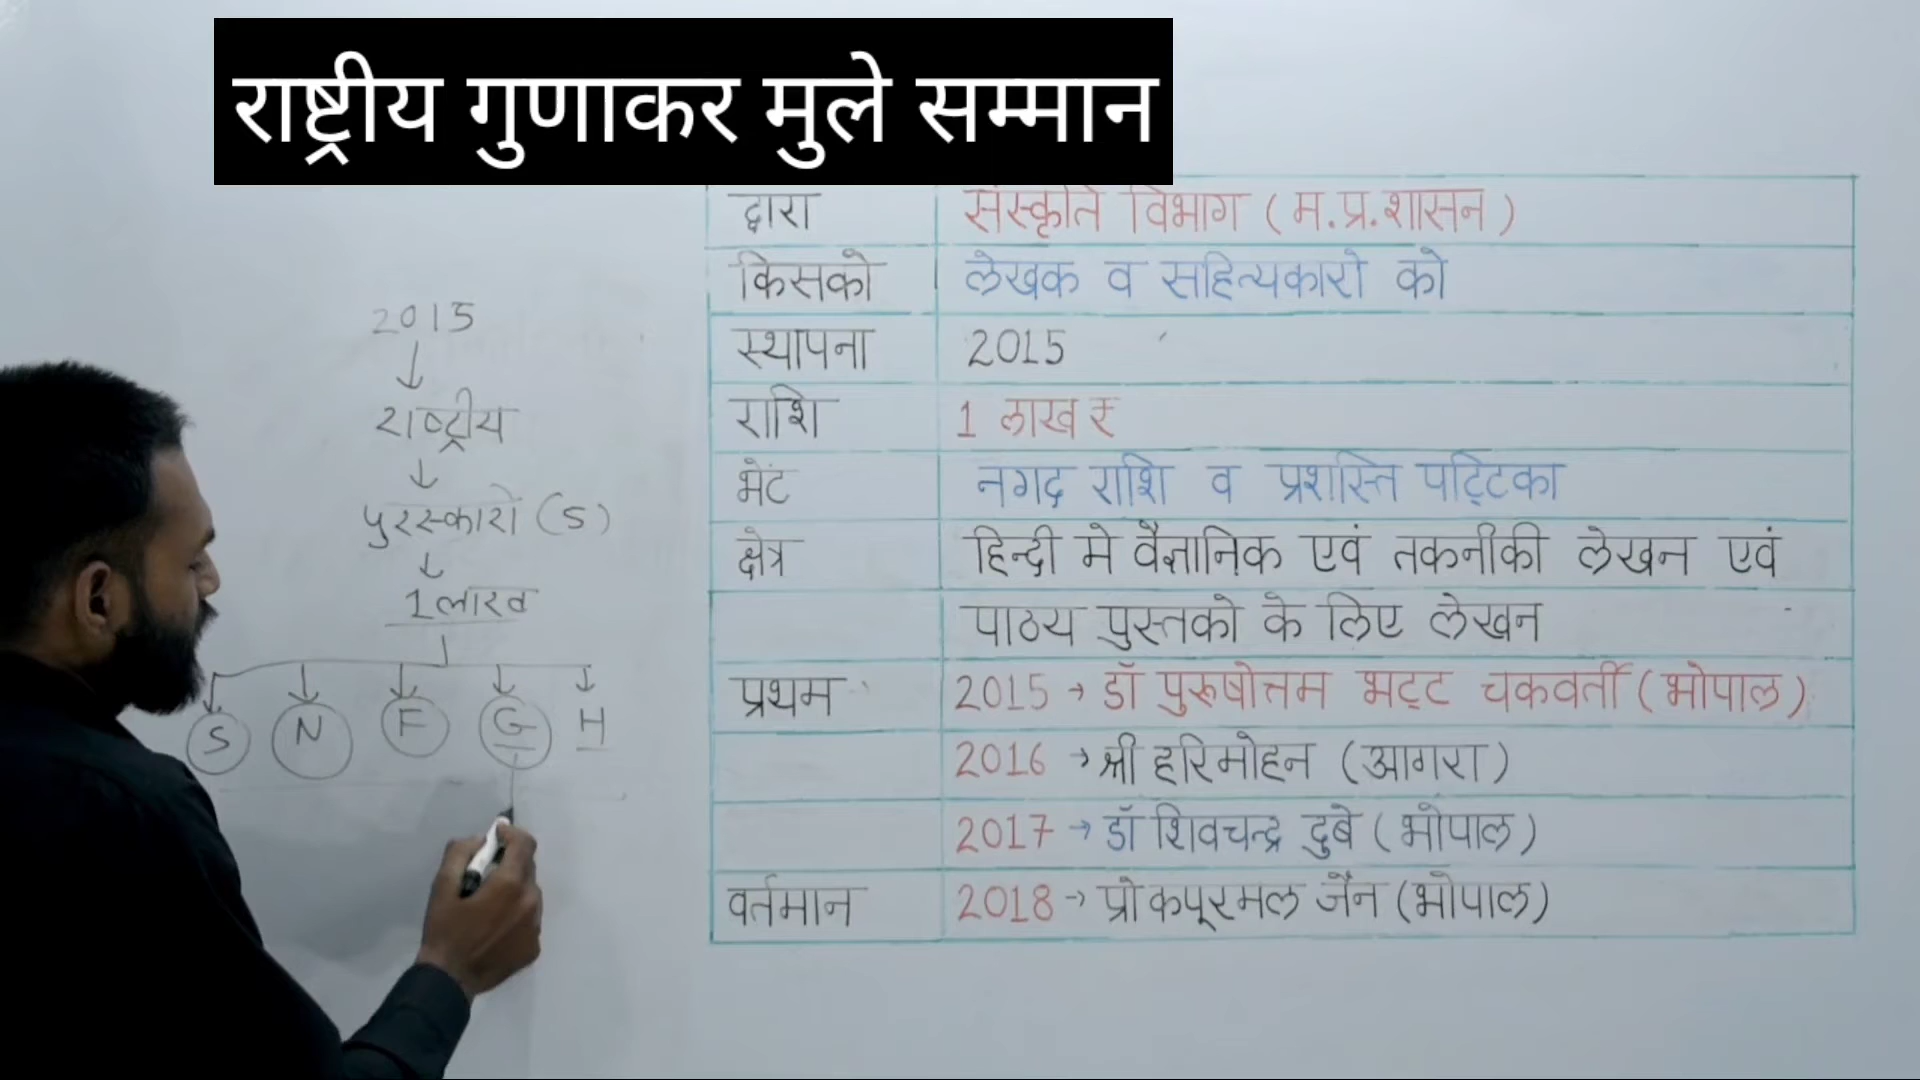 राष्ट्रीय गुणाकर मुले सम्मान
द्वारा संस्कृति विभाग (म.प्र.शासन)
किसको लेखक व सहित्यकारो को
स्थापना 2015
राशि 1 लाख ₹
भेंट नगद राशि व प्रशस्ति पट्टिका
क्षेत्र हिन्दी मे वैज्ञानिक एवं तकनीकी लेखन एवं
पाठय पुस्तको के लिए लेखन
प्रथम 2015 → डॉ पुरुषोत्तम भट्ट चकवर्ती (भोपाल)
2016 → श्री हरिमोहन (आगरा)
2017 → डॉ शिवचन्द्र दुबे (भोपाल)
वर्तमान 2018 → प्रो कपूरमल जैन (भोपाल)
2015
↓
राष्ट्रीय
↓
पुरस्कारो (5)
↓
1 लाख
S N F G H